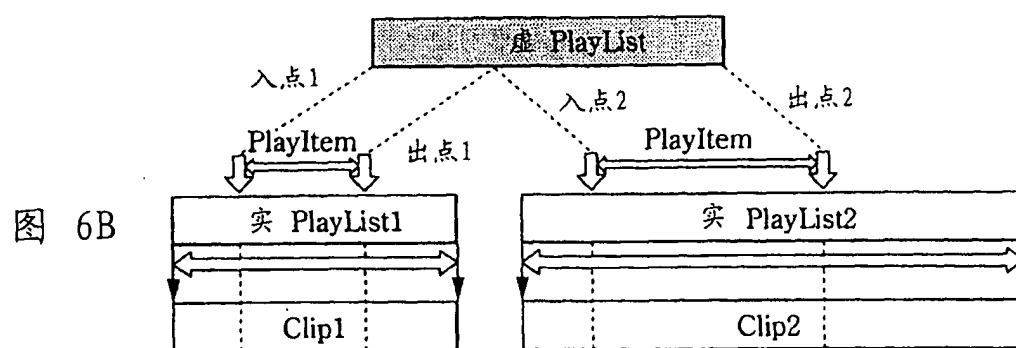 虚 PlayList
入点1
入点2
出点2
PlayItem
出点1
PlayItem
图 6B
实 PlayList1
实 PlayList2
Clip1
Clip2